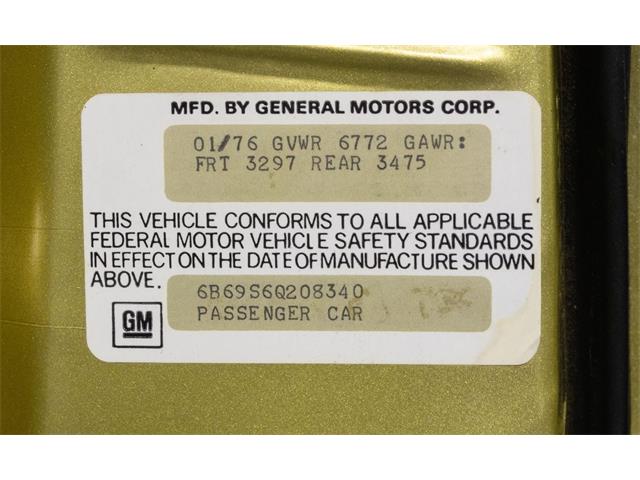 MFD. BY GENERAL MOTORS CORP.
01/76 GVWR 6772 GAWR:
FRT 3297 REAR 3475
THIS VEHICLE CONFORMS TO ALL APPLICABLE
FEDERAL MOTOR VEHICLE SAFETY STANDARDS
IN EFFECT ON THE DATE OF MANUFACTURE SHOWN
ABOVE.
6B69S6Q208340
PASSENGER CAR
GM